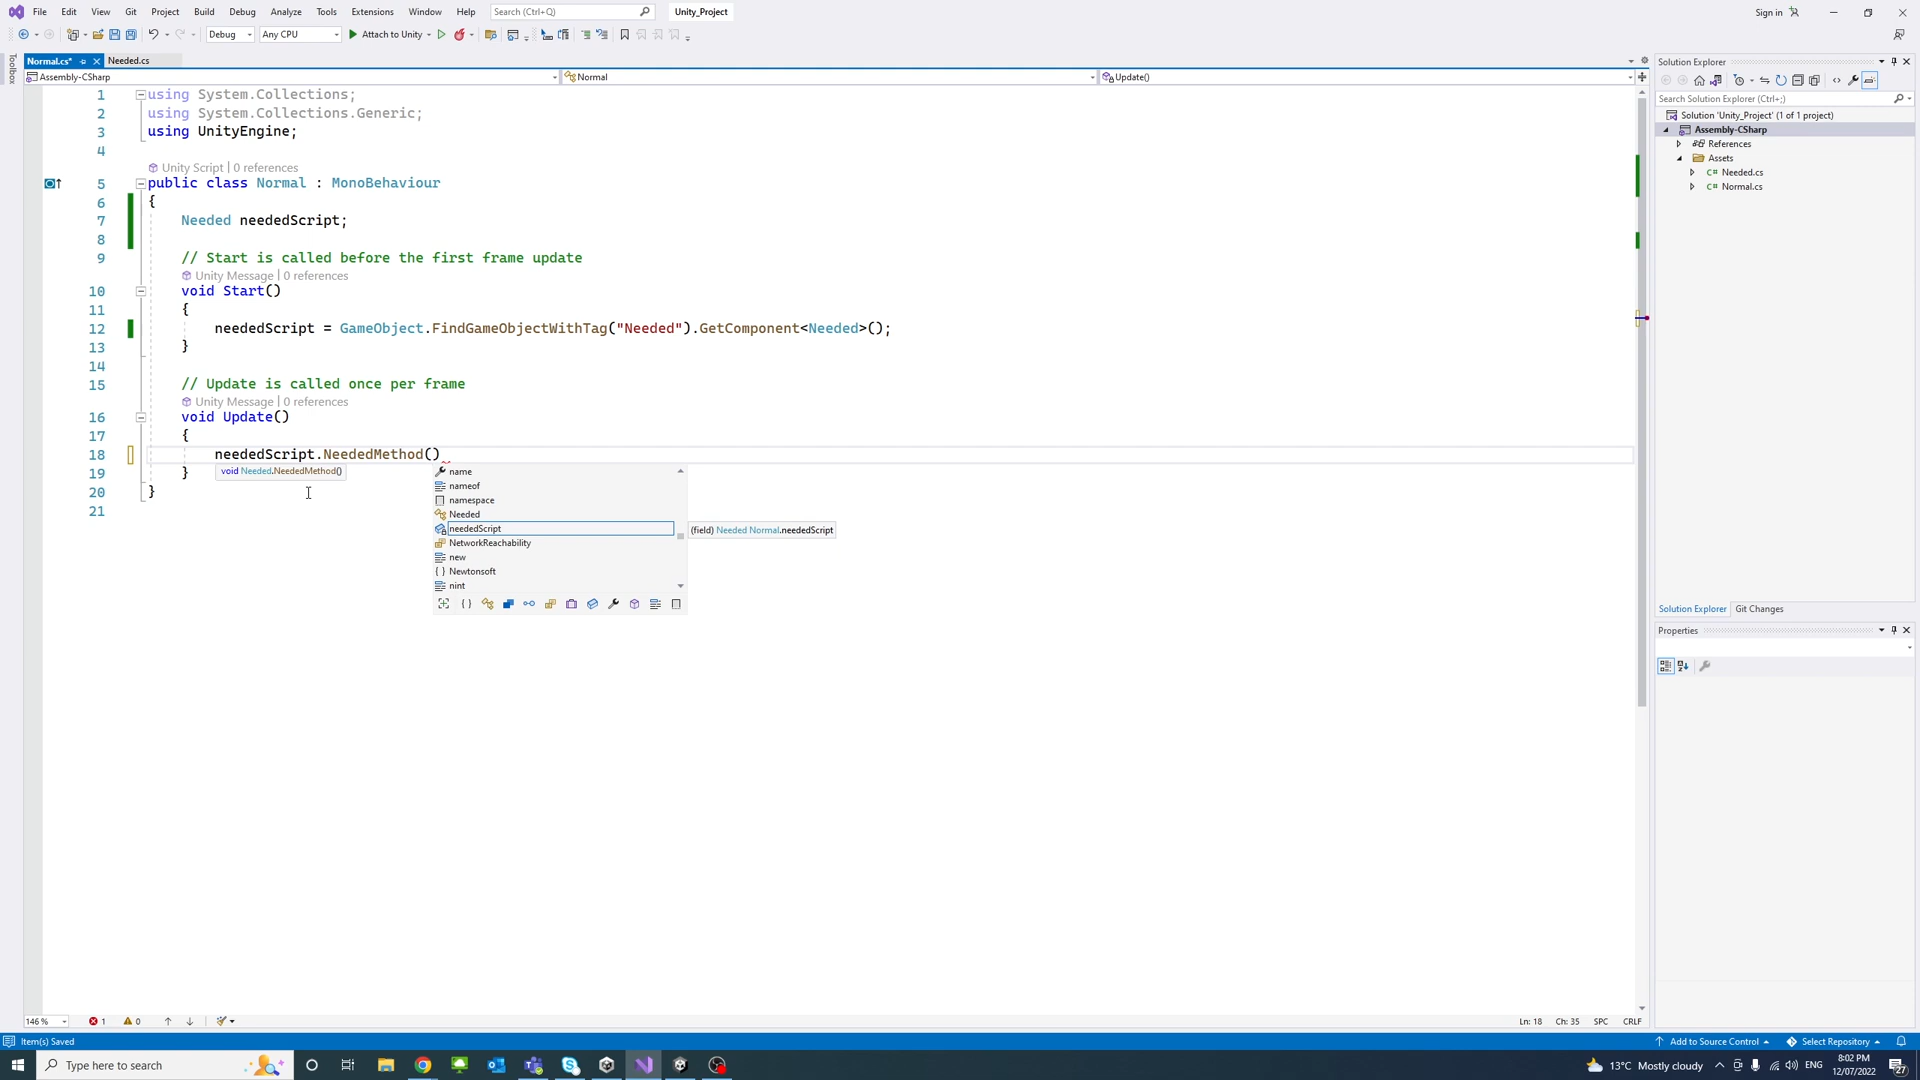 File Edit View Git Project Build Debug Analyze Tools Extensions Window Help Search (Ctrl+Q) Unity_Project Sign in
Debug Any CPU Attach to Unity
Toolbox
Normal.cs* Needed.cs
Assembly-CSharp Normal Update()
1 using System.Collections;
2 using System.Collections.Generic;
3 using UnityEngine;
4
Unity Script | 0 references
5 public class Normal : MonoBehaviour
6 {
7 Needed neededScript;
8
9 // Start is called before the first frame update
Unity Message | 0 references
10 void Start()
11 {
12 neededScript = GameObject.FindGameObjectWithTag("Needed").GetComponent<Needed>();
13 }
14
15 // Update is called once per frame
Unity Message | 0 references
16 void Update()
17 {
18 neededScript.NeededMethod()
19 }
void Needed.NeededMethod()
20 }
21
name
nameof
namespace
Needed
neededScript
(field) Needed Normal.neededScript
NetworkReachability
new
{ } Newtonsoft
nint
Solution Explorer
Search Solution Explorer (Ctrl+;)
Solution 'Unity_Project' (1 of 1 project)
Assembly-CSharp
References
Assets
C# Needed.cs
C# Normal.cs
Solution Explorer Git Changes
Properties
146 % 1 0 Ln: 18 Ch: 35 SPC CRLF
Item(s) Saved Add to Source Control Select Repository
Type here to search 13°C Mostly cloudy ENG 8:02 PM
12/07/2022 27